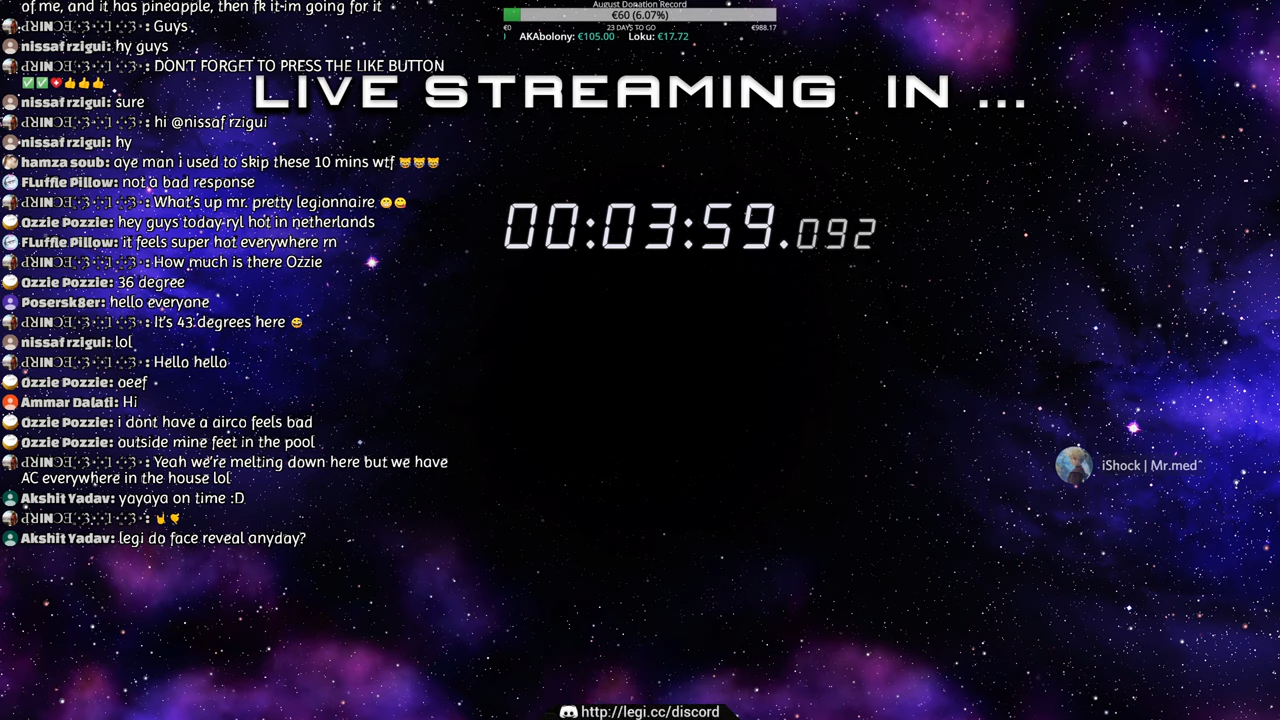 of me, and it has pineapple, then fk it-im going for it
: Guys
nissaf rzigui: hy guys
: DON'T FORGET TO PRESS THE LIKE BUTTON
✅✅💖👍👍👍
nissaf rzigui: sure
: hi @nissaf rzigui
nissaf rzigui: hy
hamza soub: aye man i used to skip these 10 mins wtf 😼😼😼
Fluffle Pillow: not a bad response
: What's up mr. pretty legionnaire 😁😋
Ozzie Pozzie: hey guys today ryl hot in netherlands
Fluffle Pillow: it feels super hot everywhere rn
: How much is there Ozzie
Ozzie Pozzie: 36 degree
Posersk8er: hello everyone
: It's 43 degrees here 😅
nissaf rzigui: lol
: Hello hello
Ozzie Pozzie: oeef
Ammar Dalati: Hi
Ozzie Pozzie: i dont have a airco feels bad
Ozzie Pozzie: outside mine feet in the pool
: Yeah we're melting down here but we have
AC everywhere in the house lol
Akshit Yadav: yayaya on time :D
Akshit Yadav: legi do face reveal anyday?
August Donation Record
€60 (6.07%)
€0 23 DAYS TO GO €988.17
) AKAbolony: €105.00 Loku: €17.72
LIVE STREAMING IN ...
00:03:59.092
iShock | Mr.med
http://legi.cc/discord